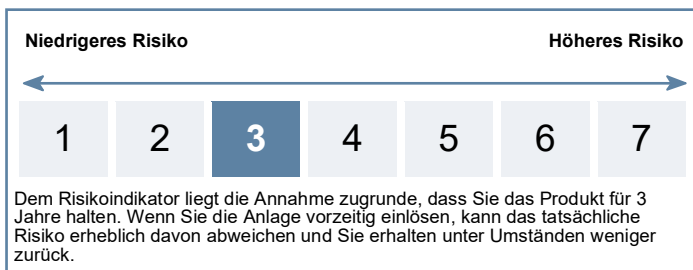 Niedrigeres Risiko Höheres Risiko
1 2 3 4 5 6 7
Dem Risikoindikator liegt die Annahme zugrunde, dass Sie das Produkt für 3
Jahre halten. Wenn Sie die Anlage vorzeitig einlösen, kann das tatsächliche
Risiko erheblich davon abweichen und Sie erhalten unter Umständen weniger
zurück.